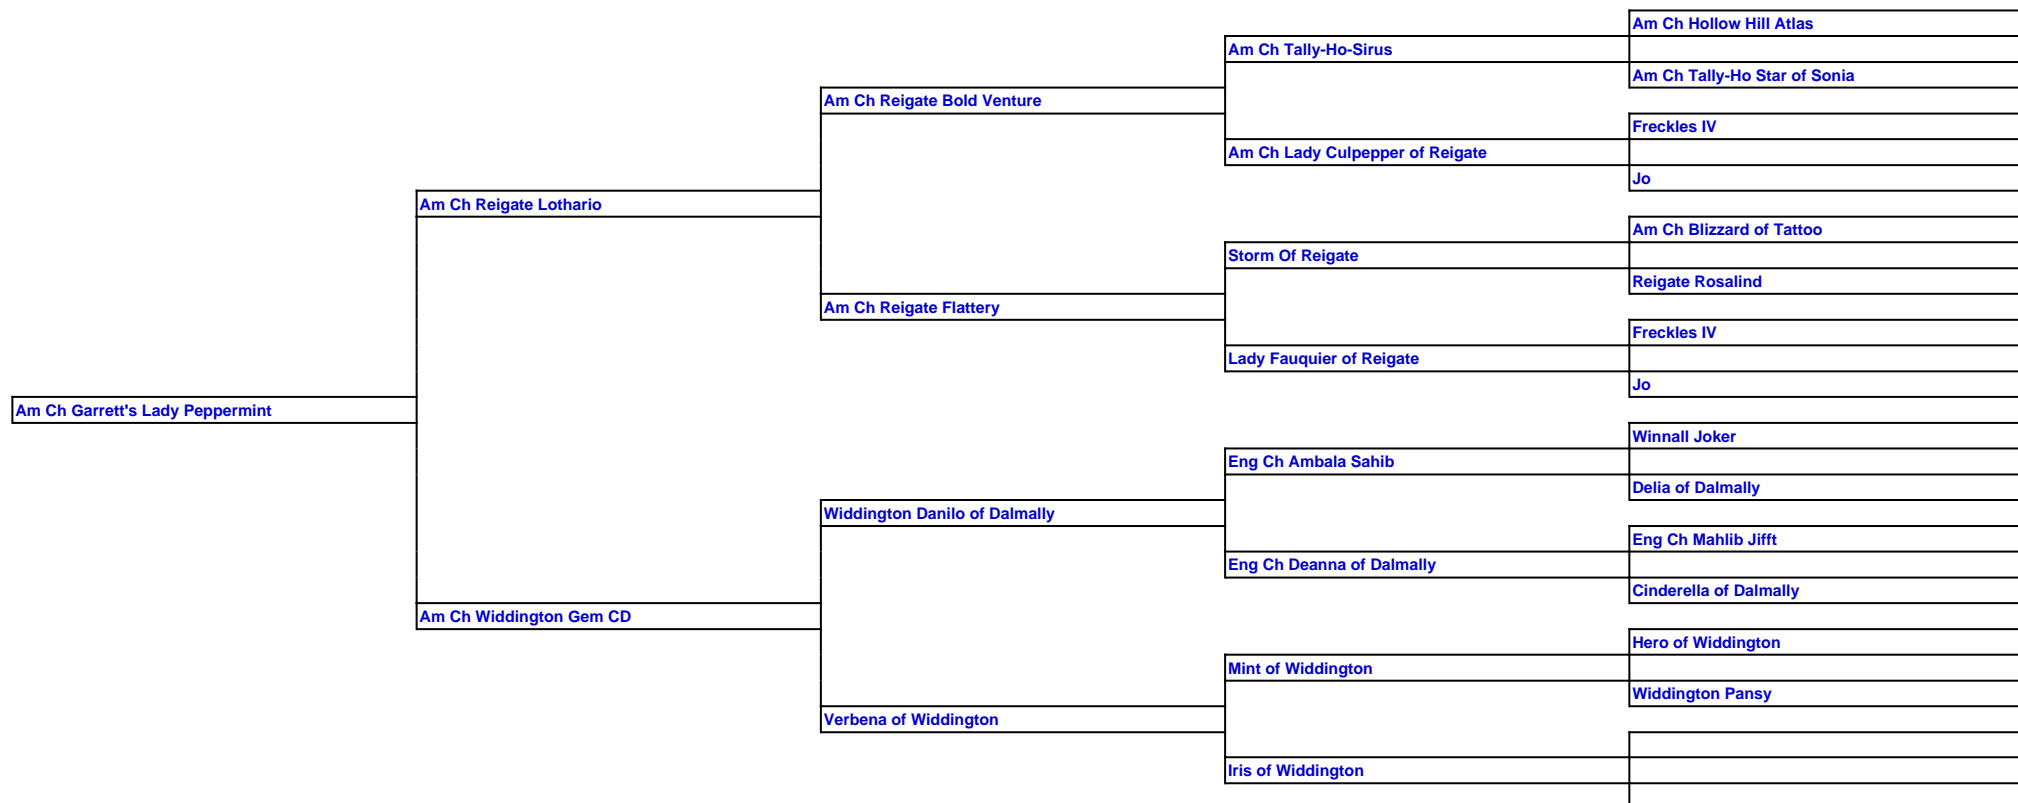 Am Ch Hollow Hill Atlas
Am Ch Tally-Ho-Sirus
Am Ch Tally-Ho Star of Sonia
Am Ch Reigate Bold Venture
Freckles IV
Am Ch Lady Culpepper of Reigate
Jo
Am Ch Reigate Lothario
Am Ch Blizzard of Tattoo
Storm Of Reigate
Reigate Rosalind
Am Ch Reigate Flattery
Freckles IV
Lady Fauquier of Reigate
Jo
Am Ch Garrett's Lady Peppermint
Winnall Joker
Eng Ch Ambala Sahib
Delia of Dalmally
Widdington Danilo of Dalmally
Eng Ch Mahlib Jifft
Eng Ch Deanna of Dalmally
Cinderella of Dalmally
Am Ch Widdington Gem CD
Hero of Widdington
Mint of Widdington
Widdington Pansy
Verbena of Widdington
Iris of Widdington